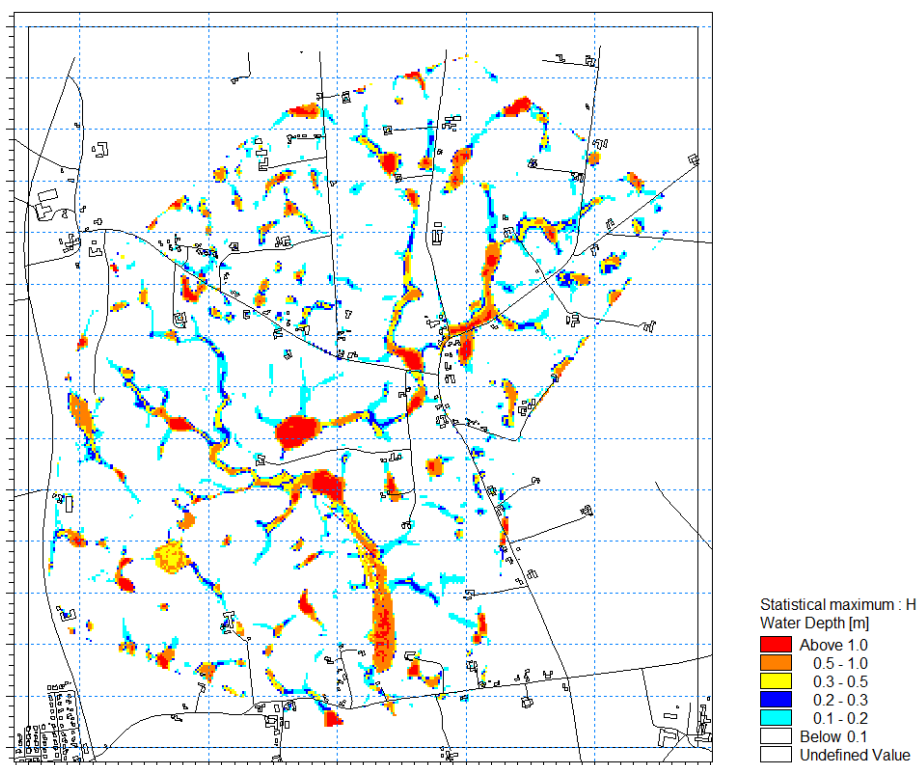 Statistical maximum : H
Water Depth [m]
Above 1.0
0.5 - 1.0
0.3 - 0.5
0.2 - 0.3
0.1 - 0.2
Below 0.1
Undefined Value